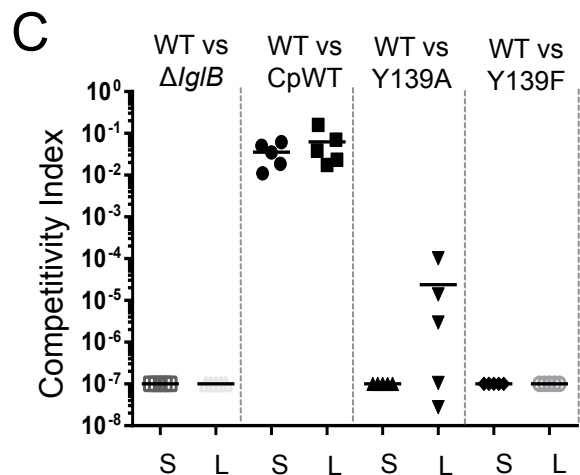 C
WT vs WT vs WT vs WT vs
ΔIglB CpWT Y139A Y139F
Competitivity Index
10⁰
10⁻¹
10⁻²
10⁻³
10⁻⁴
10⁻⁵
10⁻⁶
10⁻⁷
10⁻⁸
S L S L S L S L